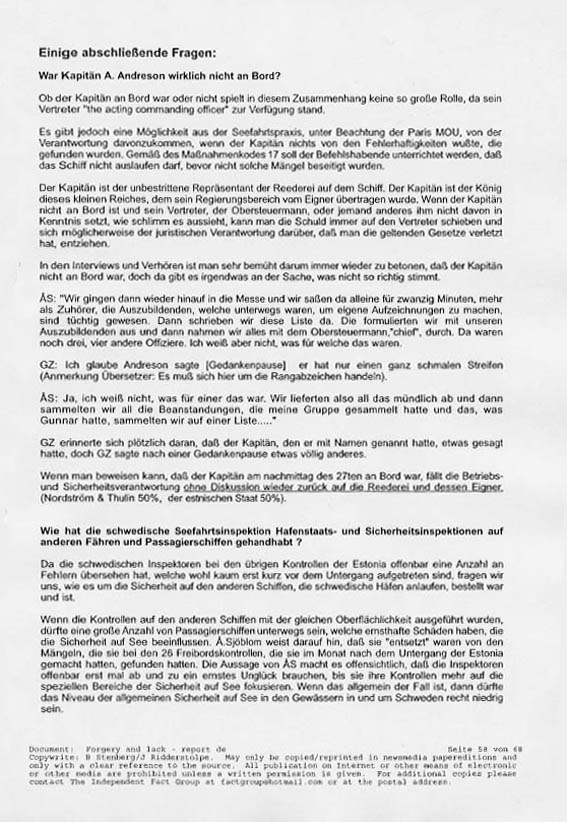 Einige abschließende Fragen:
War Kapitän A. Andreson wirklich nicht an Bord?
Ob der Kapitän an Bord war oder nicht spielt in diesem Zusammenhang keine so große Rolle, da sein
Vertreter "the acting commanding officer" zur Verfügung stand.
Es gibt jedoch eine Möglichkeit aus der Seefahrtspraxis, unter Beachtung der Paris MOU, von der
Verantwortung davonzukommen, wenn der Kapitän nichts von den Fehlerhaftigkeiten wußte, die
gefunden wurden. Gemäß des Maßnahmenkodes 17 soll der Befehlshabende unterrichtet werden, daß
das Schiff nicht auslaufen darf, bevor nicht solche Mängel beseitigt wurden.
Der Kapitän ist der unbestrittene Repräsentant der Reederei auf dem Schiff. Der Kapitän ist der König
dieses kleinen Reiches, dem sein Regierungsbereich vom Eigner übertragen wurde. Wenn der Kapitän
nicht an Bord ist und sein Vertreter, der Obersteuermann, oder jemand anderes ihm nicht davon in
Kenntnis setzt, wie schlimm es aussieht, kann man die Schuld immer auf den Vertreter schieben und
sich möglicherweise der juristischen Verantwortung darüber, daß man die geltenden Gesetze verletzt
hat, entziehen.
In den Interviews und Verhören ist man sehr bemüht darum immer wieder zu betonen, daß der Kapitän
nicht an Bord war, doch da gibt es irgendwas an der Sache, was nicht so richtig stimmt.
ÅS: "Wir gingen dann wieder hinauf in die Messe und wir saßen da alleine für zwanzig Minuten, mehr
als Zuhörer, die Auszubildenden, welche unterwegs waren, um eigene Aufzeichnungen zu machen,
sind tüchtig gewesen. Dann schrieben wir diese Liste da. Die formulierten wir mit unseren
Auszubildenden aus und dann nahmen wir alles mit dem Obersteuermann,"chief", durch. Da waren
noch drei, vier andere Offiziere. Ich weiß aber nicht, was für welche das waren.
GZ: Ich glaube Andreson sagte [Gedankenpause] er hat nur einen ganz schmalen Streifen
(Anmerkung Übersetzer: Es muß sich hier um die Rangabzeichen handeln).
ÅS: Ja, ich weiß nicht, was für einer das war. Wir lieferten also all das mündlich ab und dann
sammelten wir all die Beanstandungen, die meine Gruppe gesammelt hatte und das, was
Gunnar hatte, sammelten wir auf einer Liste....."
GZ erinnerte sich plötzlich daran, daß der Kapitän, den er mit Namen genannt hatte, etwas gesagt
hatte, doch GZ sagte nach einer Gedankenpause etwas völlig anderes.
Wenn man beweisen kann, daß der Kapitän am nachmittag des 27ten an Bord war, fällt die Betriebs-
und Sicherheitsverantwortung ohne Diskussion wieder zurück auf die Reederei und dessen Eigner.
(Nordström & Thulin 50%, der estnischen Staat 50%).
Wie hat die schwedische Seefahrtsinspektion Hafenstaats- und Sicherheitsinspektionen auf
anderen Fähren und Passagierschiffen gehandhabt ?
Da die schwedischen Inspektoren bei den übrigen Kontrollen der Estonia offenbar eine Anzahl an
Fehlern übersehen hat, welche wohl kaum erst kurz vor dem Untergang aufgetreten sind, fragen wir
uns, wie es um die Sicherheit auf den anderen Schiffen, die schwedische Häfen anlaufen, bestellt war
und ist.
Wenn die Kontrollen auf den anderen Schiffen mit der gleichen Oberflächlichkeit ausgeführt wurden,
dürfte eine große Anzahl von Passagierschiffen unterwegs sein, welche ernsthafte Schäden haben, die
die Sicherheit auf See beeinflussen. Å.Sjöblom weist darauf hin, daß sie "entsetzt" waren von den
Mängeln, die sie bei den 26 Freibordskontrollen, die sie im Monat nach dem Untergang der Estonia
gemacht hatten, gefunden hatten. Die Aussage von ÅS macht es offensichtlich, daß die Inspektoren
offenbar erst mal ab und zu ein ernstes Unglück brauchen, bis sie ihre Kontrollen mehr auf die
speziellen Bereiche der Sicherheit auf See fokusieren. Wenn das allgemein der Fall ist, dann dürfte
das Niveau der allgemeinen Sicherheit auf See in den Gewässern in und um Schweden recht niedrig
sein.
Document: Forgery and lack - report de Seite 58 von 68
Copywrite: B Stenberg/J Ridderstolpe. May only be copied/reprinted in newsmedia papereditions and
only with a clear reference to the source. All publication on Internet or other means of electronic
or other media are prohibited unless a written permission is given. For additional copies please
contact The Independent Fact Group at factgroup@hotmail.com or at the postal address.